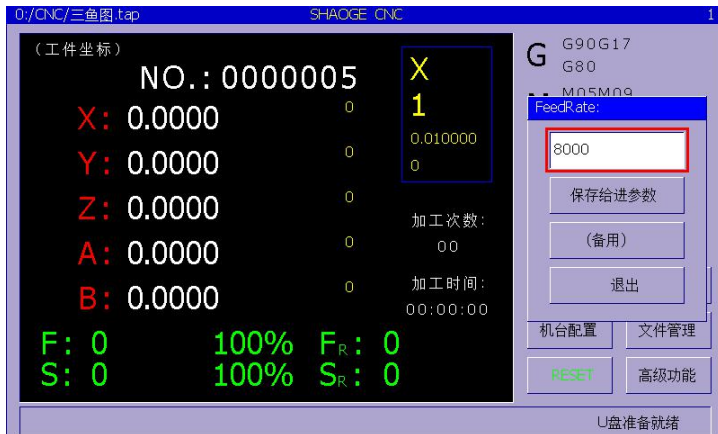 0:/CNC/三鱼图.tap SHAOGE CNC 1
(工件坐标)
NO.: 0000005
X: 0.0000 0
Y: 0.0000 0
Z: 0.0000 0
A: 0.0000 0
B: 0.0000 0
X
1
0.010000
0
加工次数:
00
加工时间:
00:00:00
F: 0 100% FR: 0
S: 0 100% SR: 0
G G90G17
G80
M05M09
FeedRate:
8000
保存给进参数
(备用)
退出
机台配置 文件管理
RESET 高级功能
U盘准备就绪